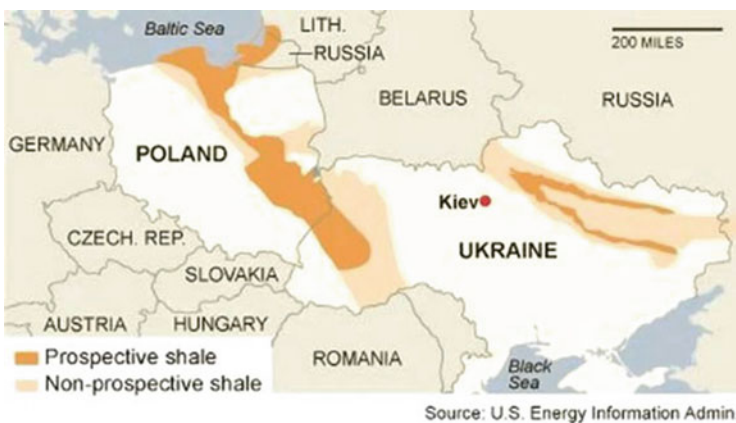 Baltic Sea
LITH.
RUSSIA
200 MILES
BELARUS
RUSSIA
GERMANY
POLAND
Kiev
CZECH. REP.
UKRAINE
SLOVAKIA
AUSTRIA
HUNGARY
ROMANIA
Black
Sea
Prospective shale
Non-prospective shale
Source: U.S. Energy Information Admin